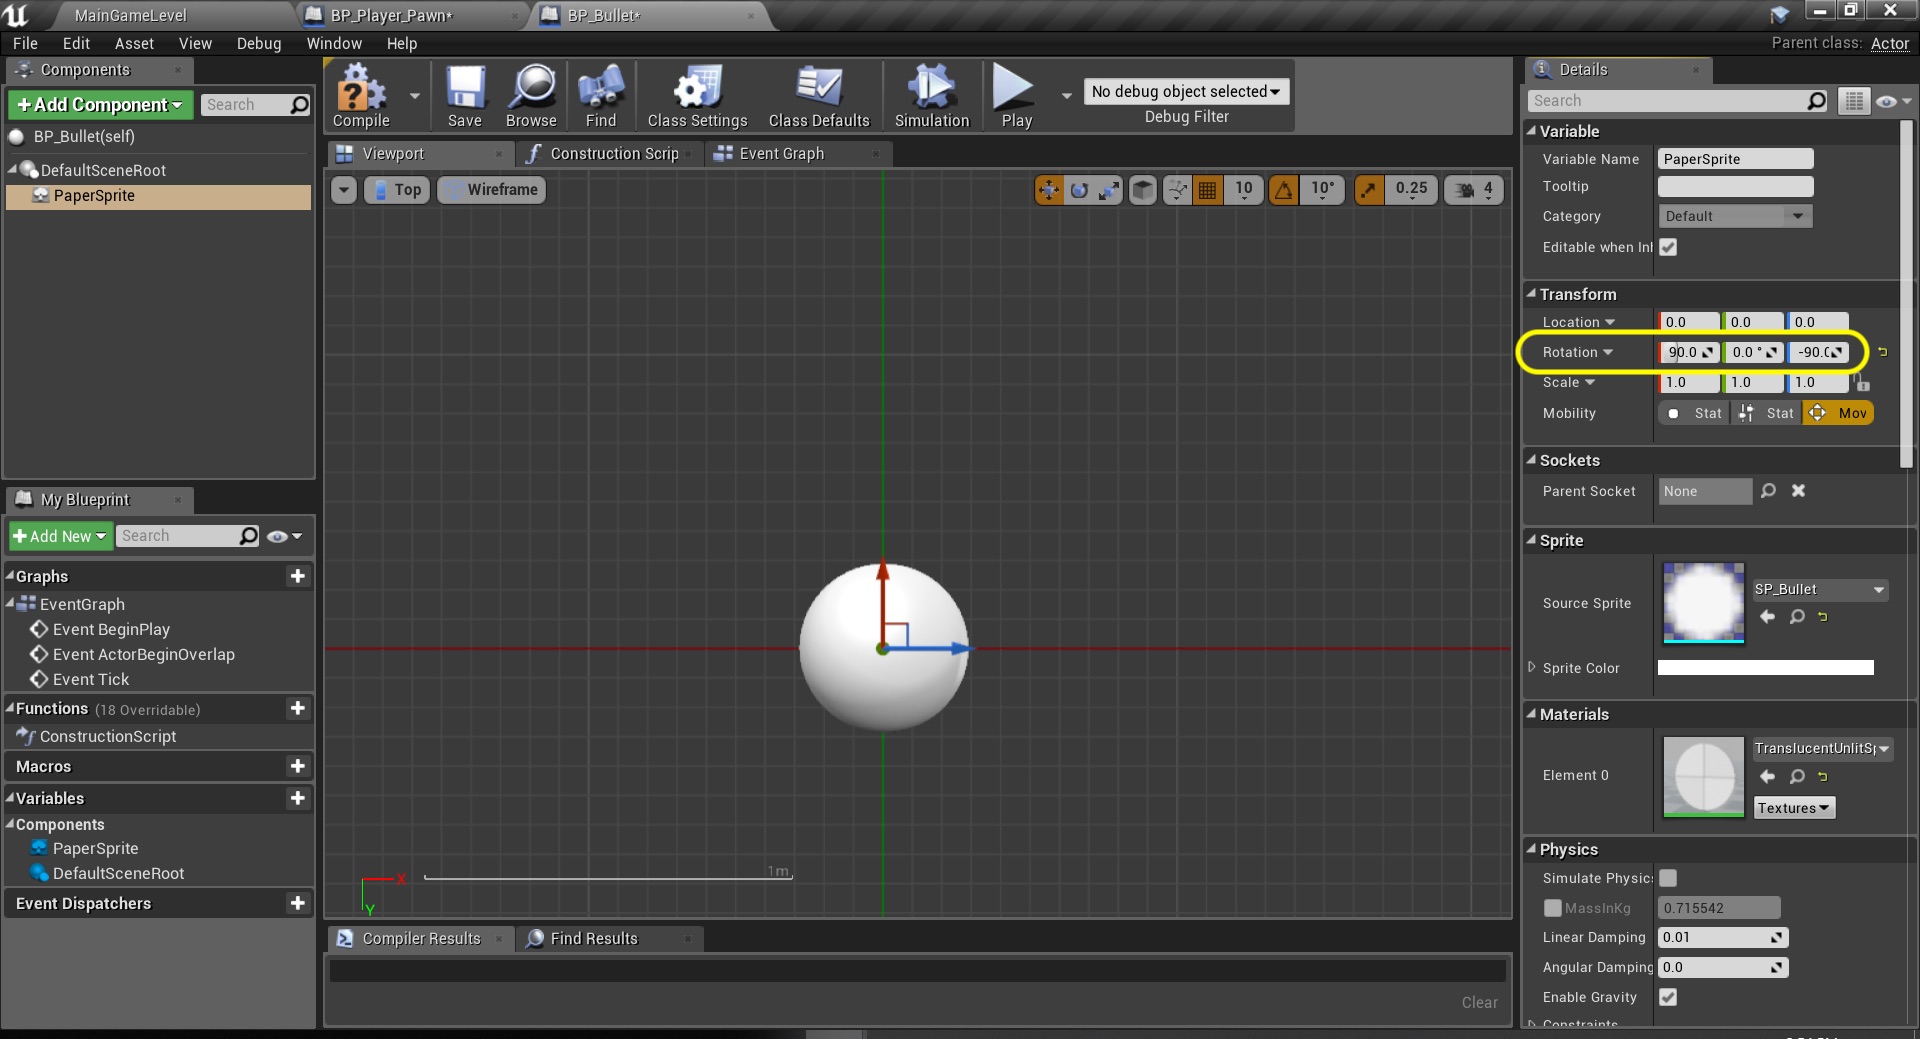 MainGameLevel
BP_Player_Pawn*
BP_Bullet*
File Edit Asset View Debug Window Help
Parent class: Actor
Components
Add Component
Search
BP_Bullet(self)
DefaultSceneRoot
PaperSprite
My Blueprint
Add New
Search
Graphs
EventGraph
Event BeginPlay
Event ActorBeginOverlap
Event Tick
Functions (18 Overridable)
ConstructionScript
Macros
Variables
Components
PaperSprite
DefaultSceneRoot
Event Dispatchers
Compile
Save
Browse
Find
Class Settings
Class Defaults
Simulation
Play
No debug object selected
Debug Filter
Viewport
Construction Scrip
Event Graph
Top
Wireframe
10
10°
0.25
4
1m
X
Y
Compiler Results
Find Results
Clear
Details
Search
Variable
Variable Name PaperSprite
Tooltip
Category Default
Editable when Inh
Transform
Location 0.0 0.0 0.0
Rotation 90.0 0.0 ° -90.0
Scale 1.0 1.0 1.0
Mobility Stat Stat Mov
Sockets
Parent Socket None
Sprite
Source Sprite SP_Bullet
Sprite Color
Materials
Element 0 TranslucentUnlitSp
Textures
Physics
Simulate Physics
MassInKg 0.715542
Linear Damping 0.01
Angular Damping 0.0
Enable Gravity
Constraints